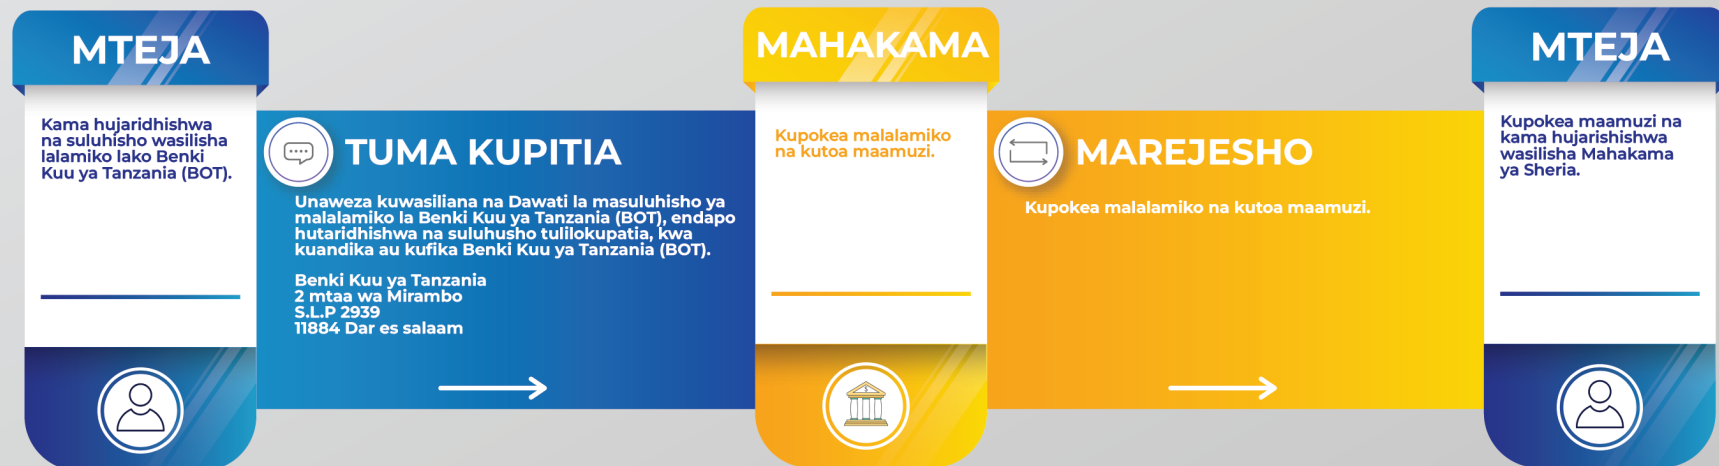 MTEJA
Kama hujaridhishwa
na suluhisho wasilisha
lalamiko lako Benki
Kuu ya Tanzania (BOT).
TUMA KUPITIA
Unaweza kuwasiliana na Dawati la masuluhisho ya
malalamiko la Benki Kuu ya Tanzania (BOT), endapo
hutaridhishwa na suluhusho tulilokupatia, kwa
kuandika au kufika Benki Kuu ya Tanzania (BOT).
Benki Kuu ya Tanzania
2 mtaa wa Mirambo
S.L.P 2939
11884 Dar es salaam
MAHAKAMA
Kupokea malalamiko
na kutoa maamuzi.
MAREJESHO
Kupokea malalamiko na kutoa maamuzi.
MTEJA
Kupokea maamuzi na
kama hujarishishwa
wasilisha Mahakama
ya Sheria.